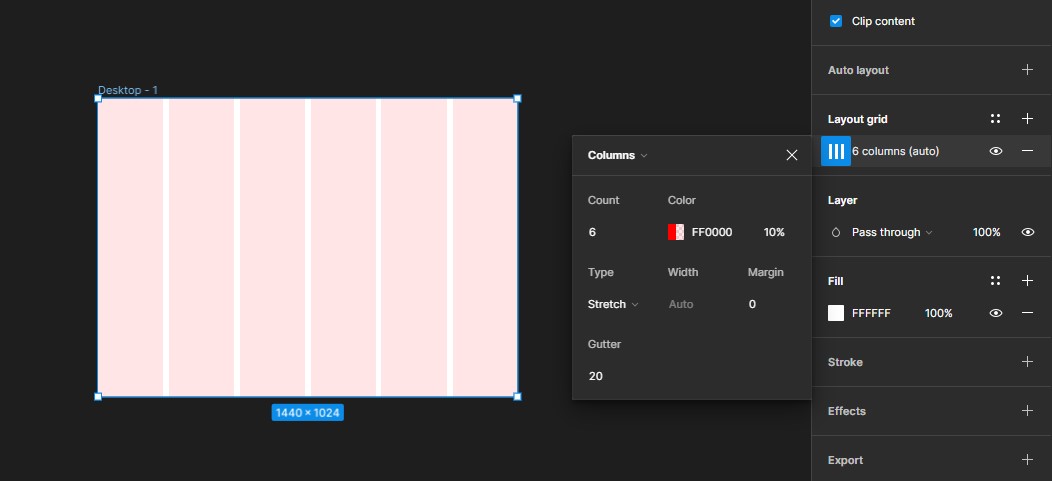 Desktop - 1
1440 × 1024
Columns
Count Color
6 FF0000 10%
Type Width Margin
Stretch Auto 0
Gutter
20
Clip content
Auto layout
Layout grid
6 columns (auto)
Layer
Pass through 100%
Fill
FFFFFF 100%
Stroke
Effects
Export